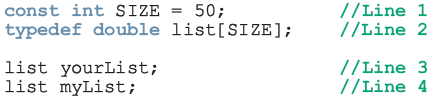 const int SIZE = 50; //Line 1
typedef double list[SIZE]; //Line 2
list yourList; //Line 3
list myList; //Line 4